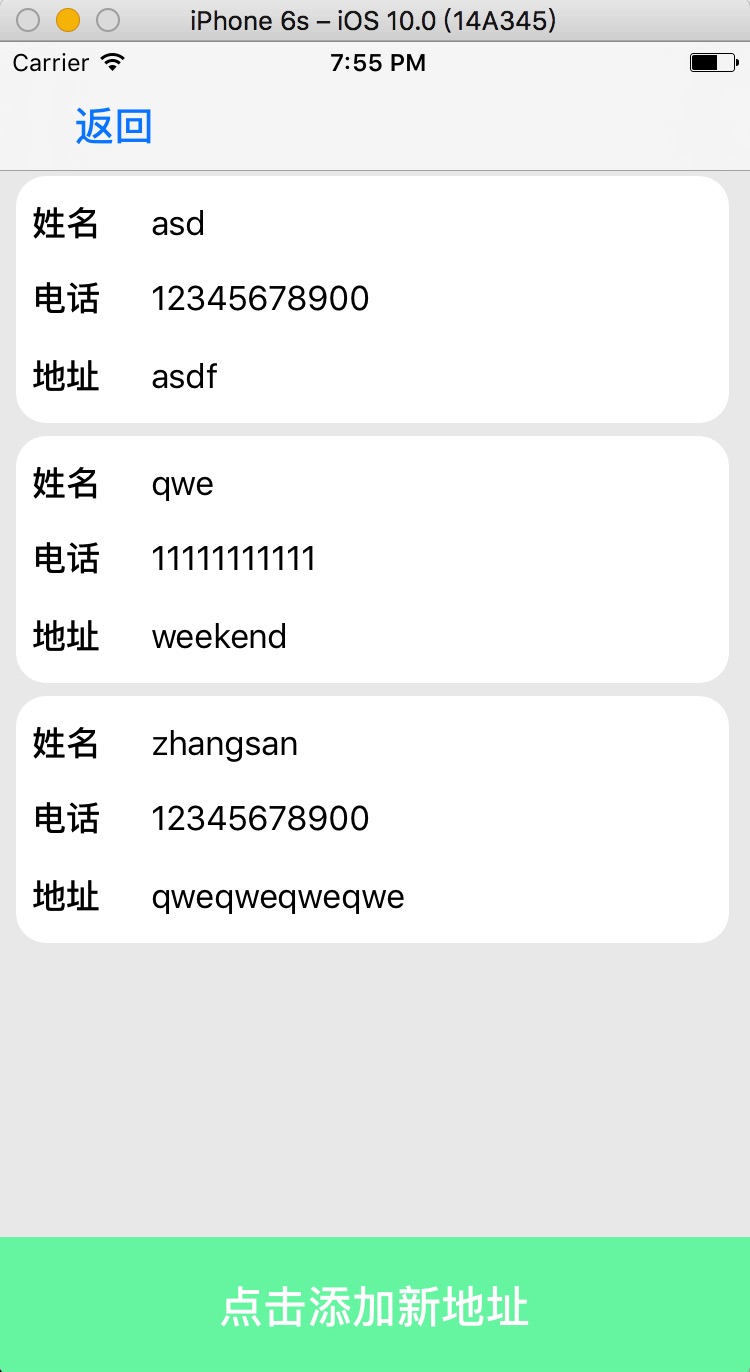 iPhone 6s – iOS 10.0 (14A345)
Carrier 7:55 PM
返回
姓名 asd
电话 12345678900
地址 asdf
姓名 qwe
电话 11111111111
地址 weekend
姓名 zhangsan
电话 12345678900
地址 qweqweqweqwe
点击添加新地址